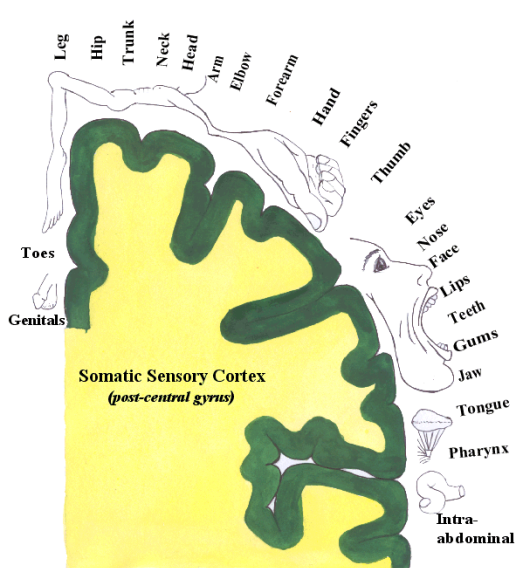 Leg
Hip
Trunk
Neck
Head
Arm
Elbow
Forearm
Hand
Fingers
Thumb
Eyes
Nose
Face
Lips
Teeth
Gums
Jaw
Tongue
Pharynx
Intra-
abdominal
Toes
Genitals
Somatic Sensory Cortex
(post-central gyrus)